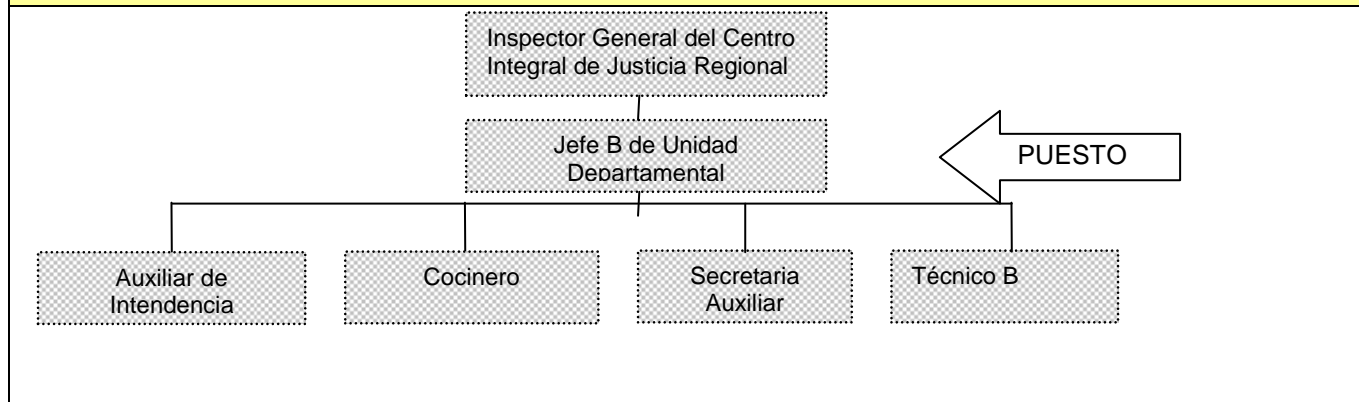 Inspector General del Centro
Integral de Justicia Regional
Jefe B de Unidad
Departamental
PUESTO
Auxiliar de
Intendencia
Cocinero
Secretaria
Auxiliar
Técnico B